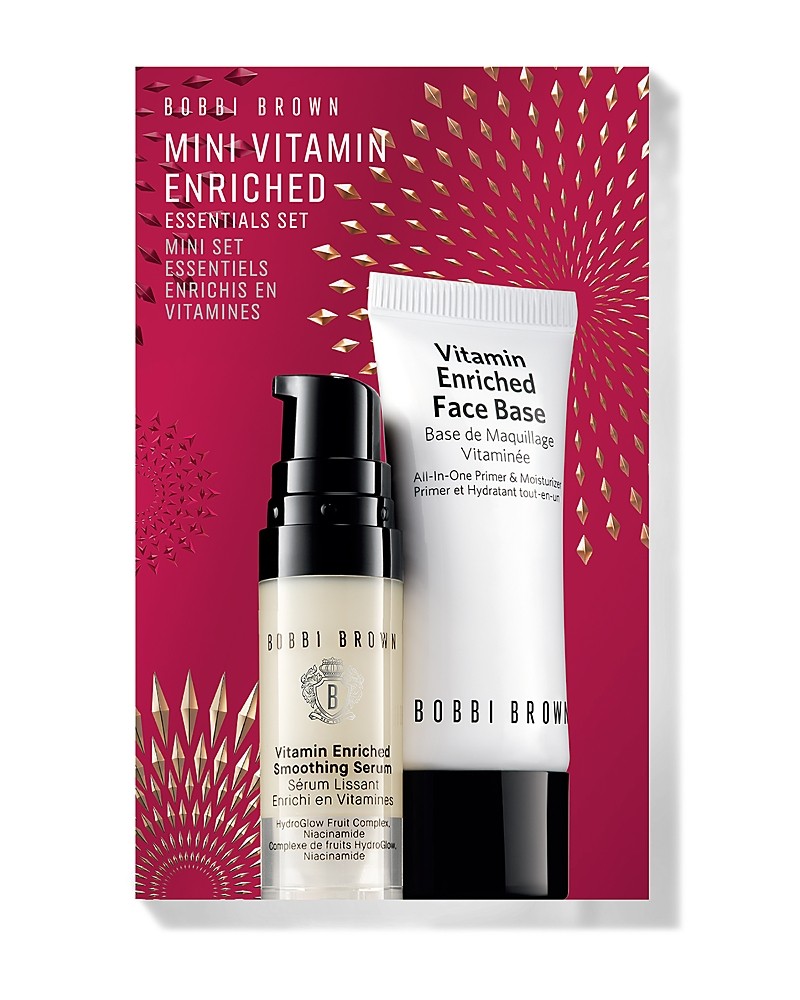 BOBBI BROWN
MINI VITAMIN
ENRICHED
ESSENTIALS SET
MINI SET
ESSENTIELS
ENRICHIS EN
VITAMINES
Vitamin
Enriched
Face Base
Base de Maquillage
Vitaminée
All-In-One Primer & Moisturizer
Primer et Hydratant tout-en-un
BOBBI BROWN
BOBBI BROWN
B
Vitamin Enriched
Smoothing Serum
Sérum Lissant
Enrichi en Vitamines
HydroGlow Fruit Complex,
Niacinamide
Complexe de fruits HydroGlow,
Niacinamide